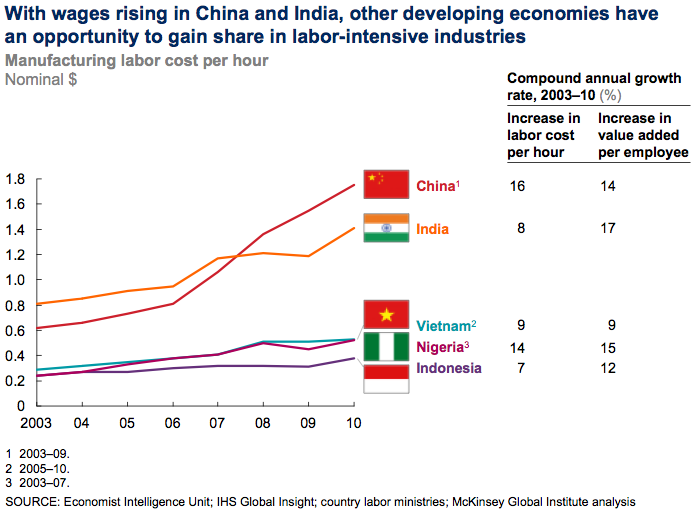 With wages rising in China and India, other developing economies have
an opportunity to gain share in labor-intensive industries
Manufacturing labor cost per hour
Nominal $
Compound annual growth
rate, 2003–10 (%)
Increase in
labor cost
per hour
Increase in
value added
per employee
1.8
1.6
1.4
1.2
1.0
0.8
0.6
0.4
0.2
0
2003 04 05 06 07 08 09 10
China1 16 14
India 8 17
Vietnam2 9 9
Nigeria3 14 15
Indonesia 7 12
1 2003–09.
2 2005–10.
3 2003–07.
SOURCE: Economist Intelligence Unit; IHS Global Insight; country labor ministries; McKinsey Global Institute analysis